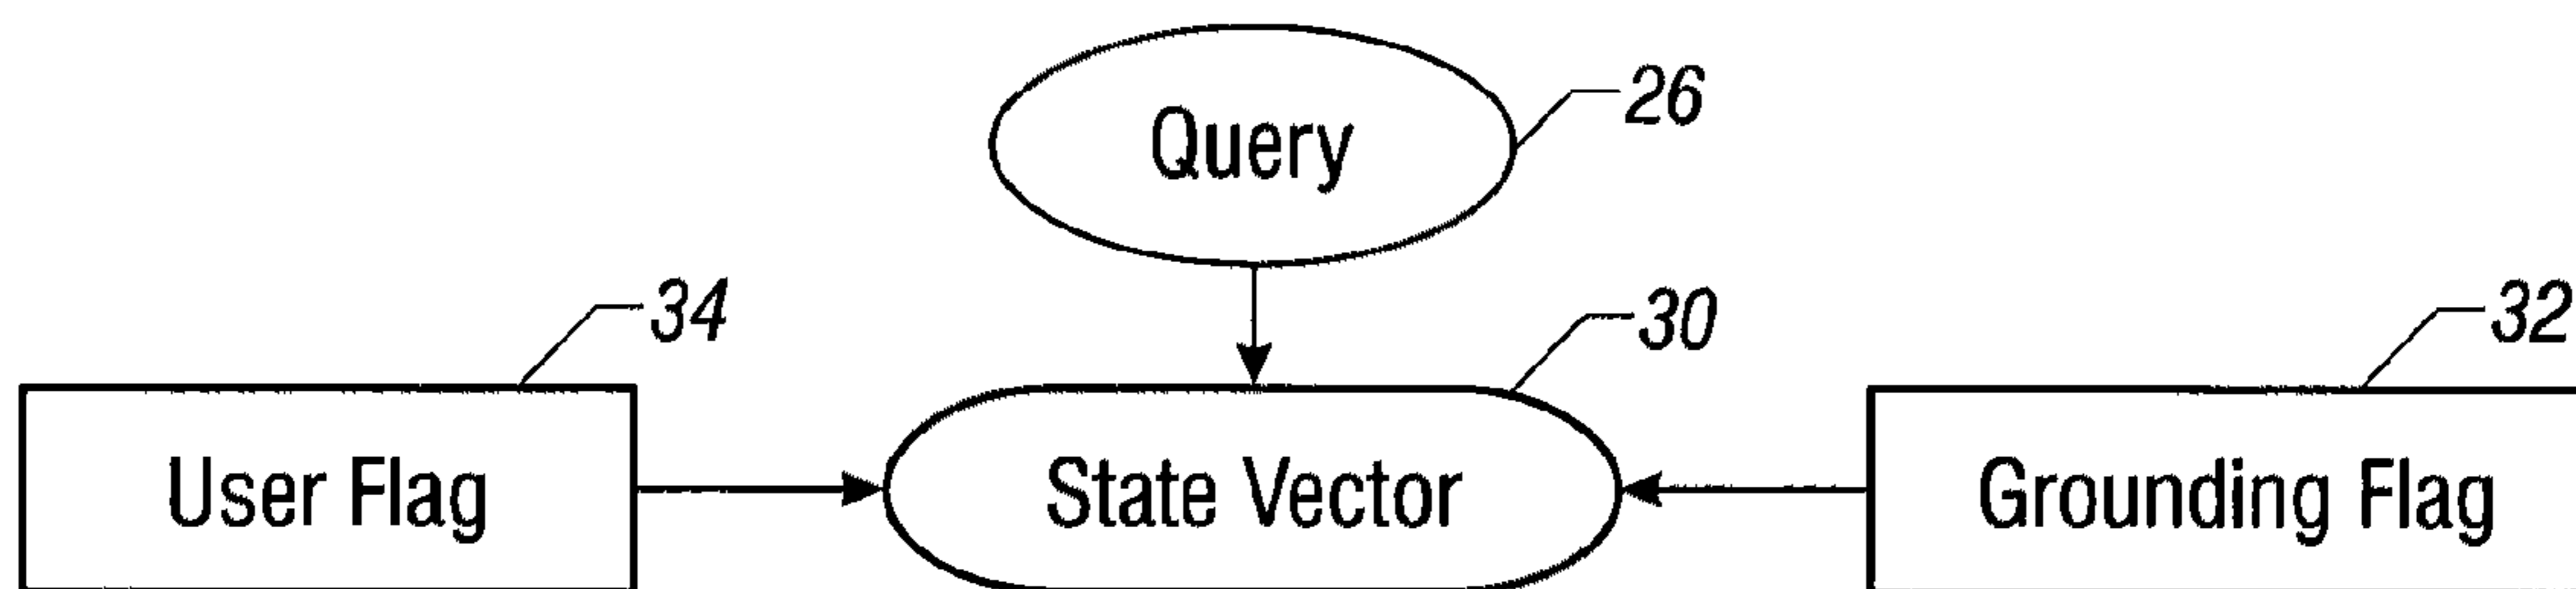 Query
26
34
30
32
User Flag
State Vector
Grounding Flag